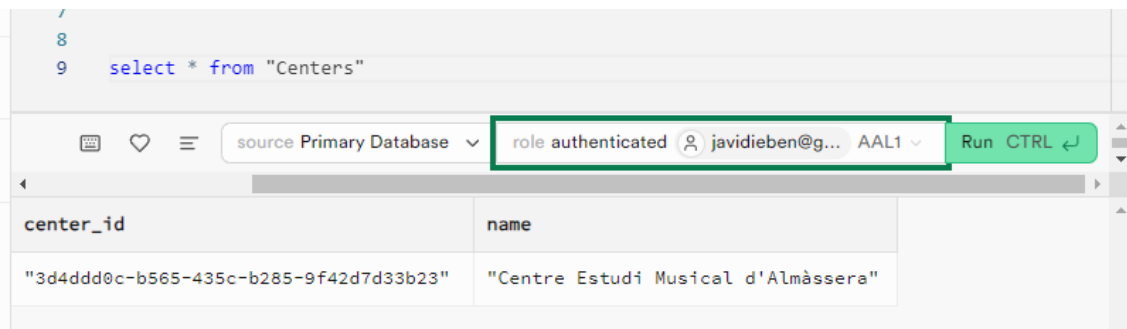 7
8
9 select * from "Centers"
source Primary Database role authenticated javidieben@g... AAL1 Run CTRL
center_id name
"3d4ddd0c-b565-435c-b285-9f42d7d33b23" "Centre Estudi Musical d'Almàssera"